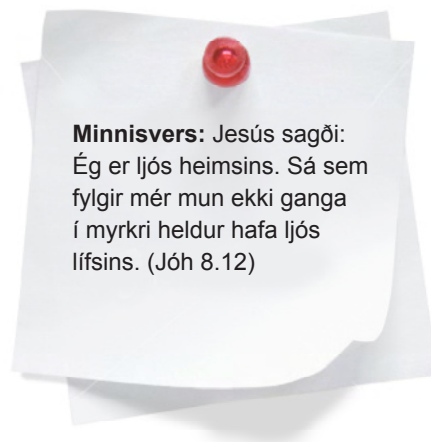 Minnisvers: Jesús sagði:
Ég er ljós heimsins. Sá sem
fylgir mér mun ekki ganga
í myrkri heldur hafa ljós
lífsins. (Jóh 8.12)